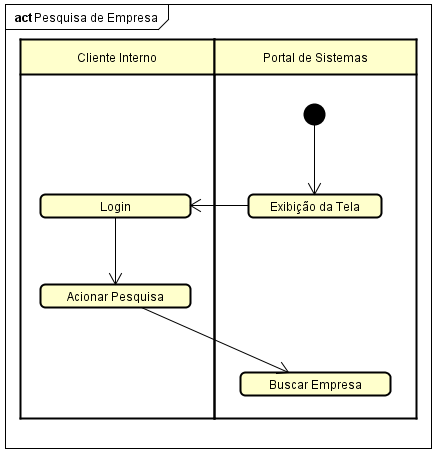 act Pesquisa de Empresa
Cliente Interno
Portal de Sistemas
Login
Exibição da Tela
Acionar Pesquisa
Buscar Empresa